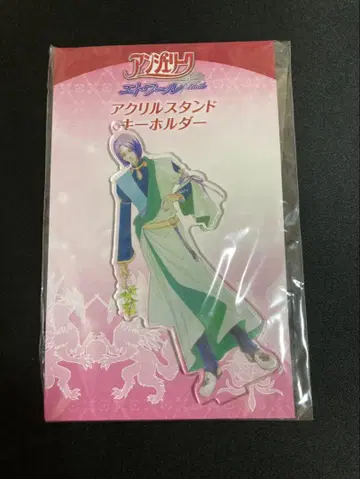 アンジェリーク
エトワール
アクリルスタンド
キーホルダー